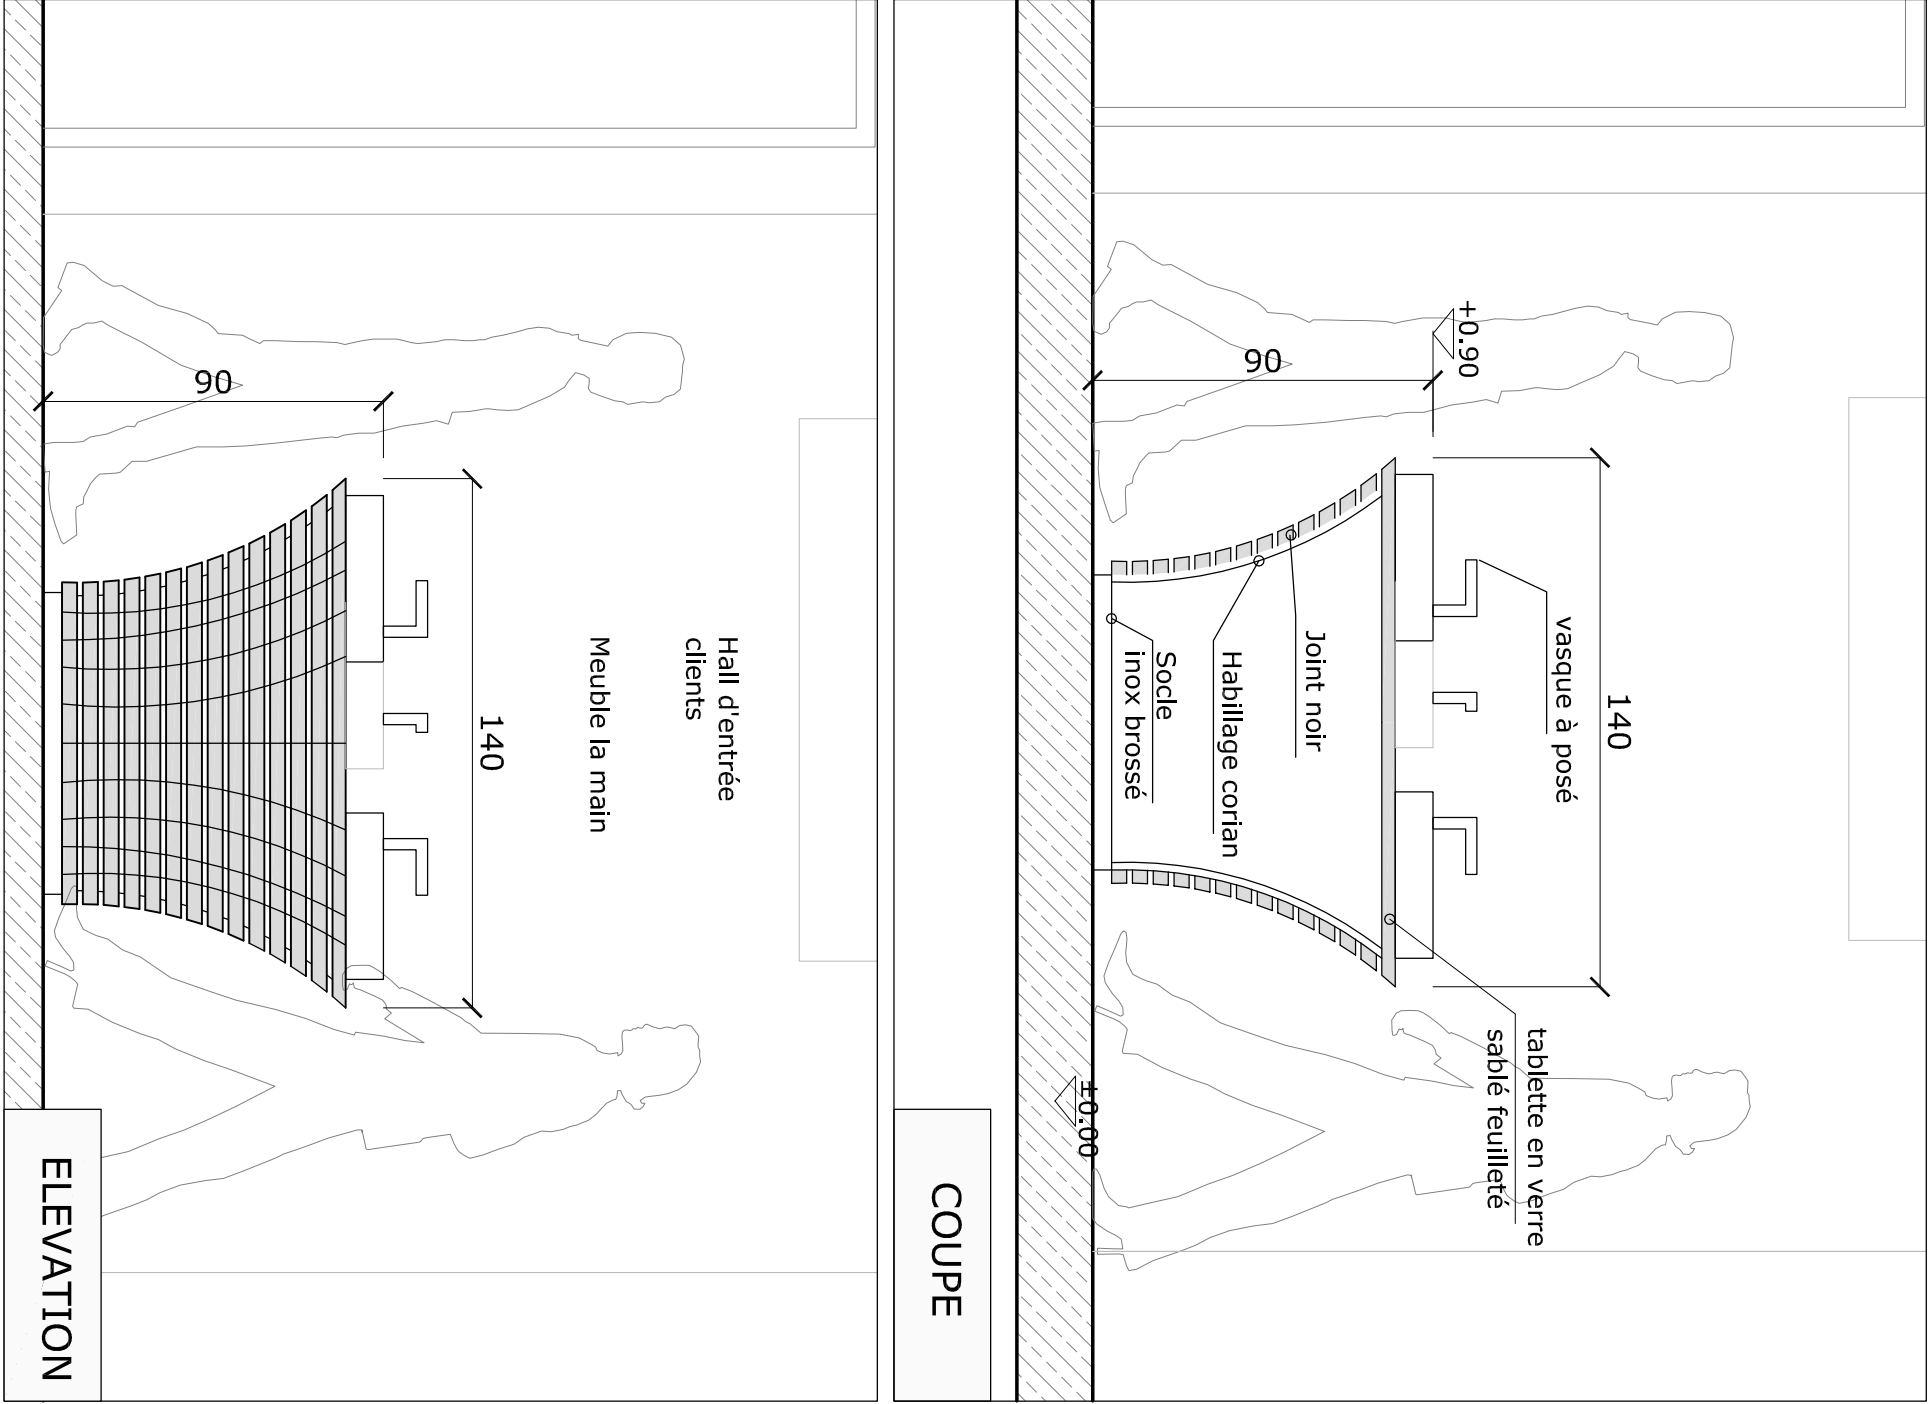 Hall d'entrée
clients
Meuble la main
140
90
ELEVATION
140
vasque à posé
+0.90
90
Joint noir
Habillage corian
Socle
inox brossé
tablette en verre
sablé feuilleté
±0.00
COUPE